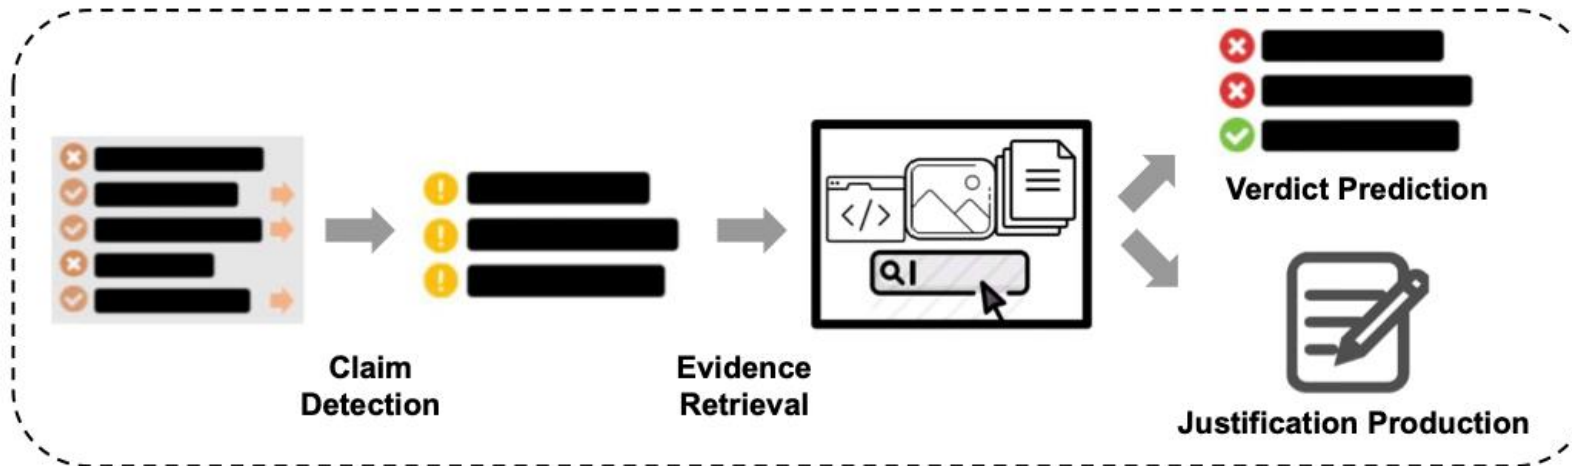 Claim
Detection
Evidence
Retrieval
</>
Verdict Prediction
Justification Production